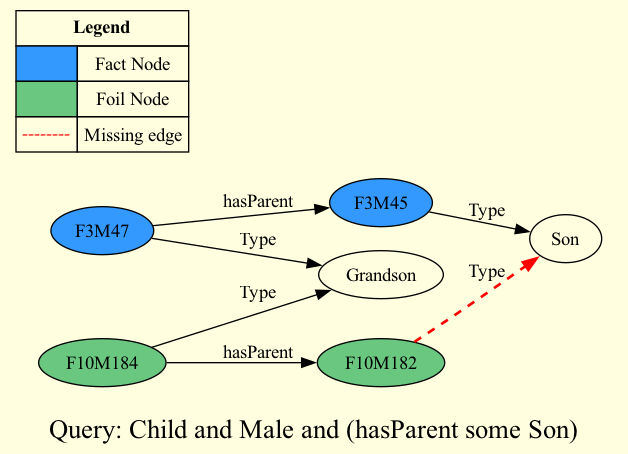 Legend
Fact Node
Foil Node
Missing edge
hasParent
F3M45
F3M47
Type
Type
Son
Grandson
Type
Type
F10M184
hasParent
F10M182
Query: Child and Male and (hasParent some Son)